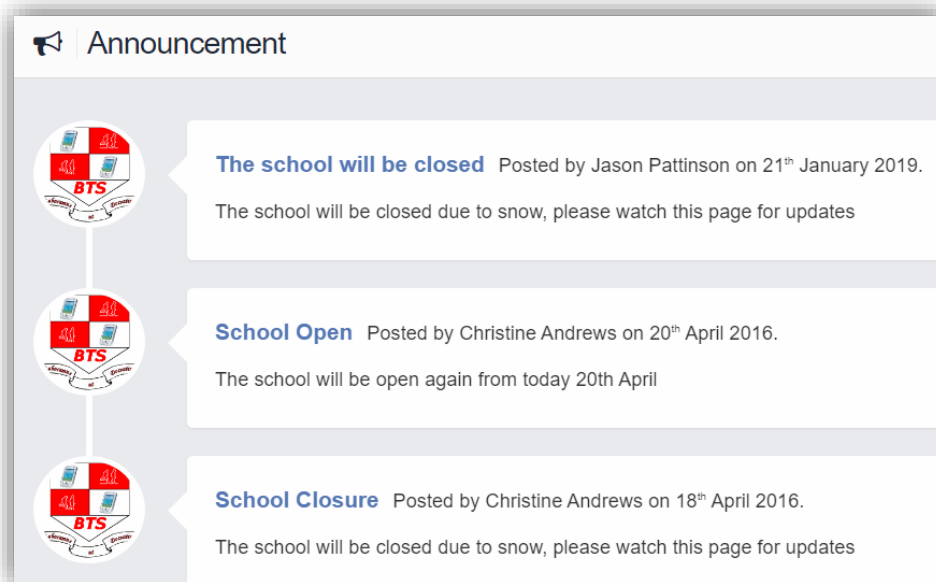 Announcement
BTS
The school will be closed Posted by Jason Pattinson on 21th January 2019.
The school will be closed due to snow, please watch this page for updates
BTS
School Open Posted by Christine Andrews on 20th April 2016.
The school will be open again from today 20th April
BTS
School Closure Posted by Christine Andrews on 18th April 2016.
The school will be closed due to snow, please watch this page for updates